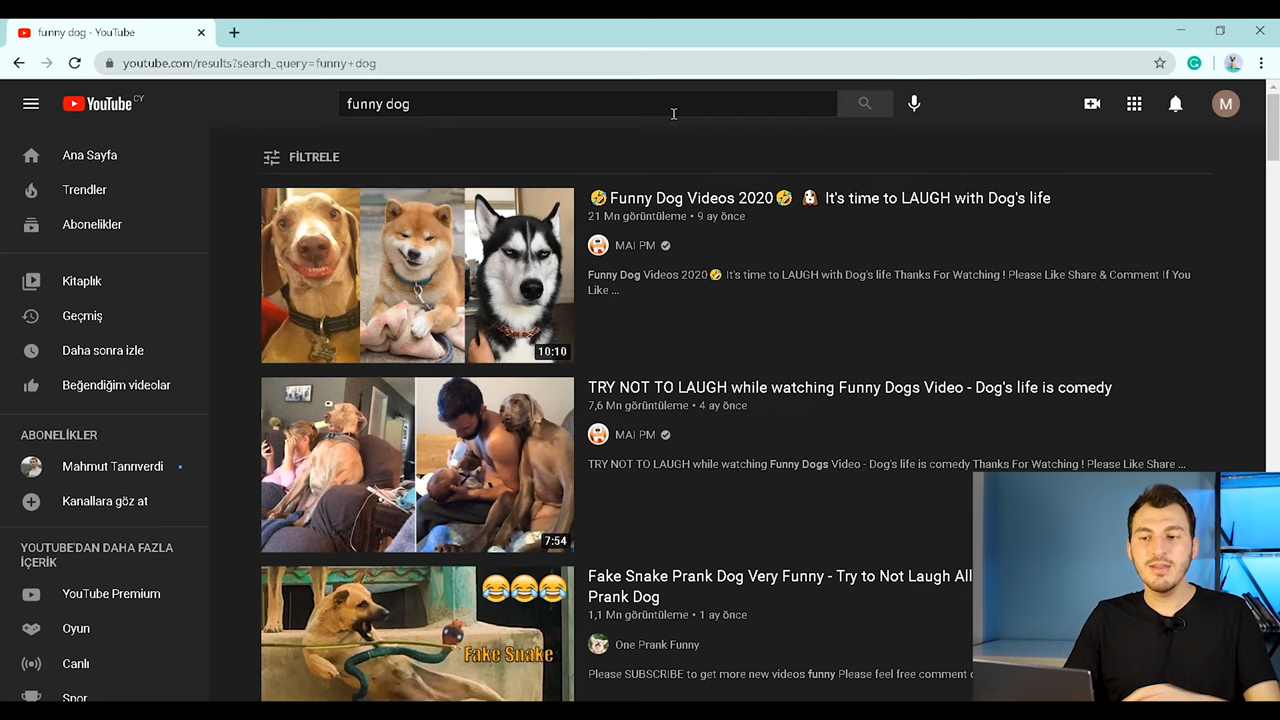 funny dog - YouTube
youtube.com/results?search_query=funny+dog
YouTube CY
funny dog
M
Ana Sayfa
Trendler
Abonelikler
Kitaplık
Geçmiş
Daha sonra izle
Beğendiğim videolar
ABONELİKLER
Mahmut Tanrıverdi
Kanallara göz at
YOUTUBE'DAN DAHA FAZLA
İÇERİK
YouTube Premium
Oyun
Canlı
Spor
FİLTRELE
10:10
🤣Funny Dog Videos 2020🤣 🐶 It's time to LAUGH with Dog's life
21 Mn görüntüleme • 9 ay önce
MAI PM
Funny Dog Videos 2020🤣 It's time to LAUGH with Dog's life Thanks For Watching ! Please Like Share & Comment If You
Like ...
7:54
TRY NOT TO LAUGH while watching Funny Dogs Video - Dog's life is comedy
7,6 Mn görüntüleme • 4 ay önce
MAI PM
TRY NOT TO LAUGH while watching Funny Dogs Video - Dog's life is comedy Thanks For Watching ! Please Like Share ...
Fake Snake
Fake Snake Prank Dog Very Funny - Try to Not Laugh All
Prank Dog
1,1 Mn görüntüleme • 1 ay önce
One Prank Funny
Please SUBSCRIBE to get more new videos funny Please feel free comment